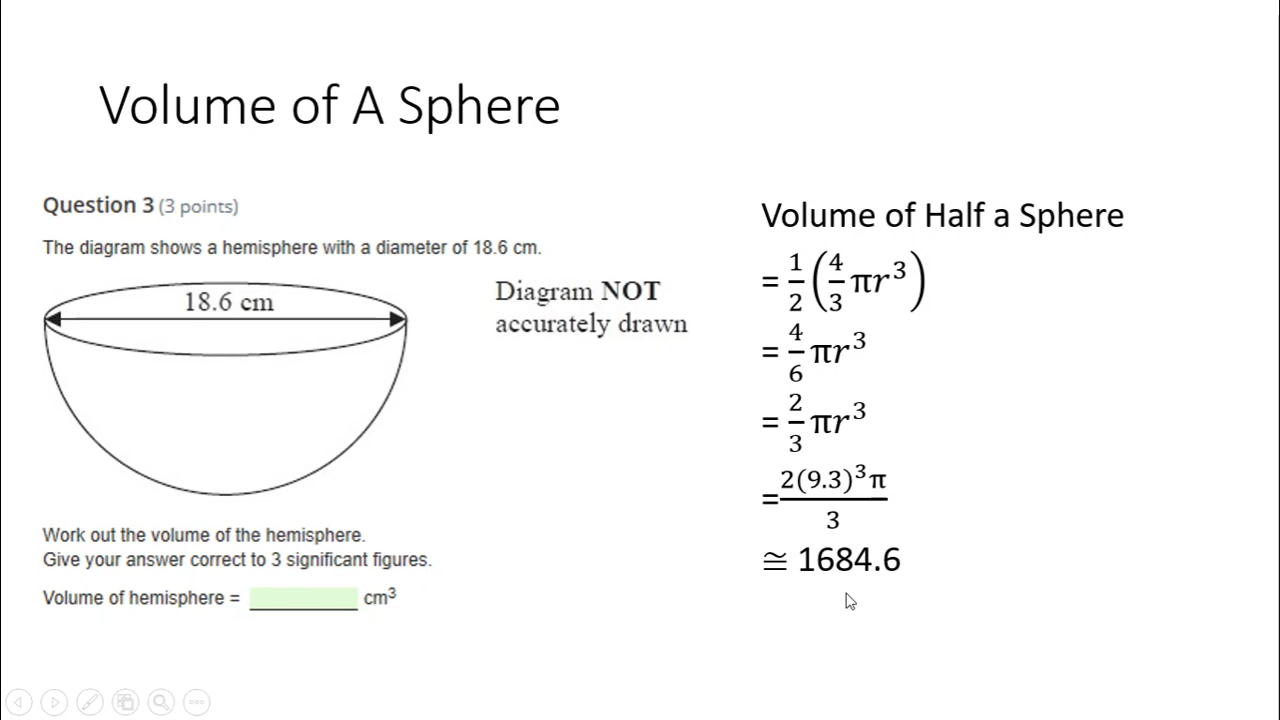 Volume of A Sphere
Question 3 (3 points)
The diagram shows a hemisphere with a diameter of 18.6 cm.
18.6 cm
Diagram NOT
accurately drawn
Work out the volume of the hemisphere.
Give your answer correct to 3 significant figures.
Volume of hemisphere = cm³
Volume of Half a Sphere
= 1/2 (4/3 πr³)
= 4/6 πr³
= 2/3 πr³
= 2(9.3)³π/3
≅ 1684.6